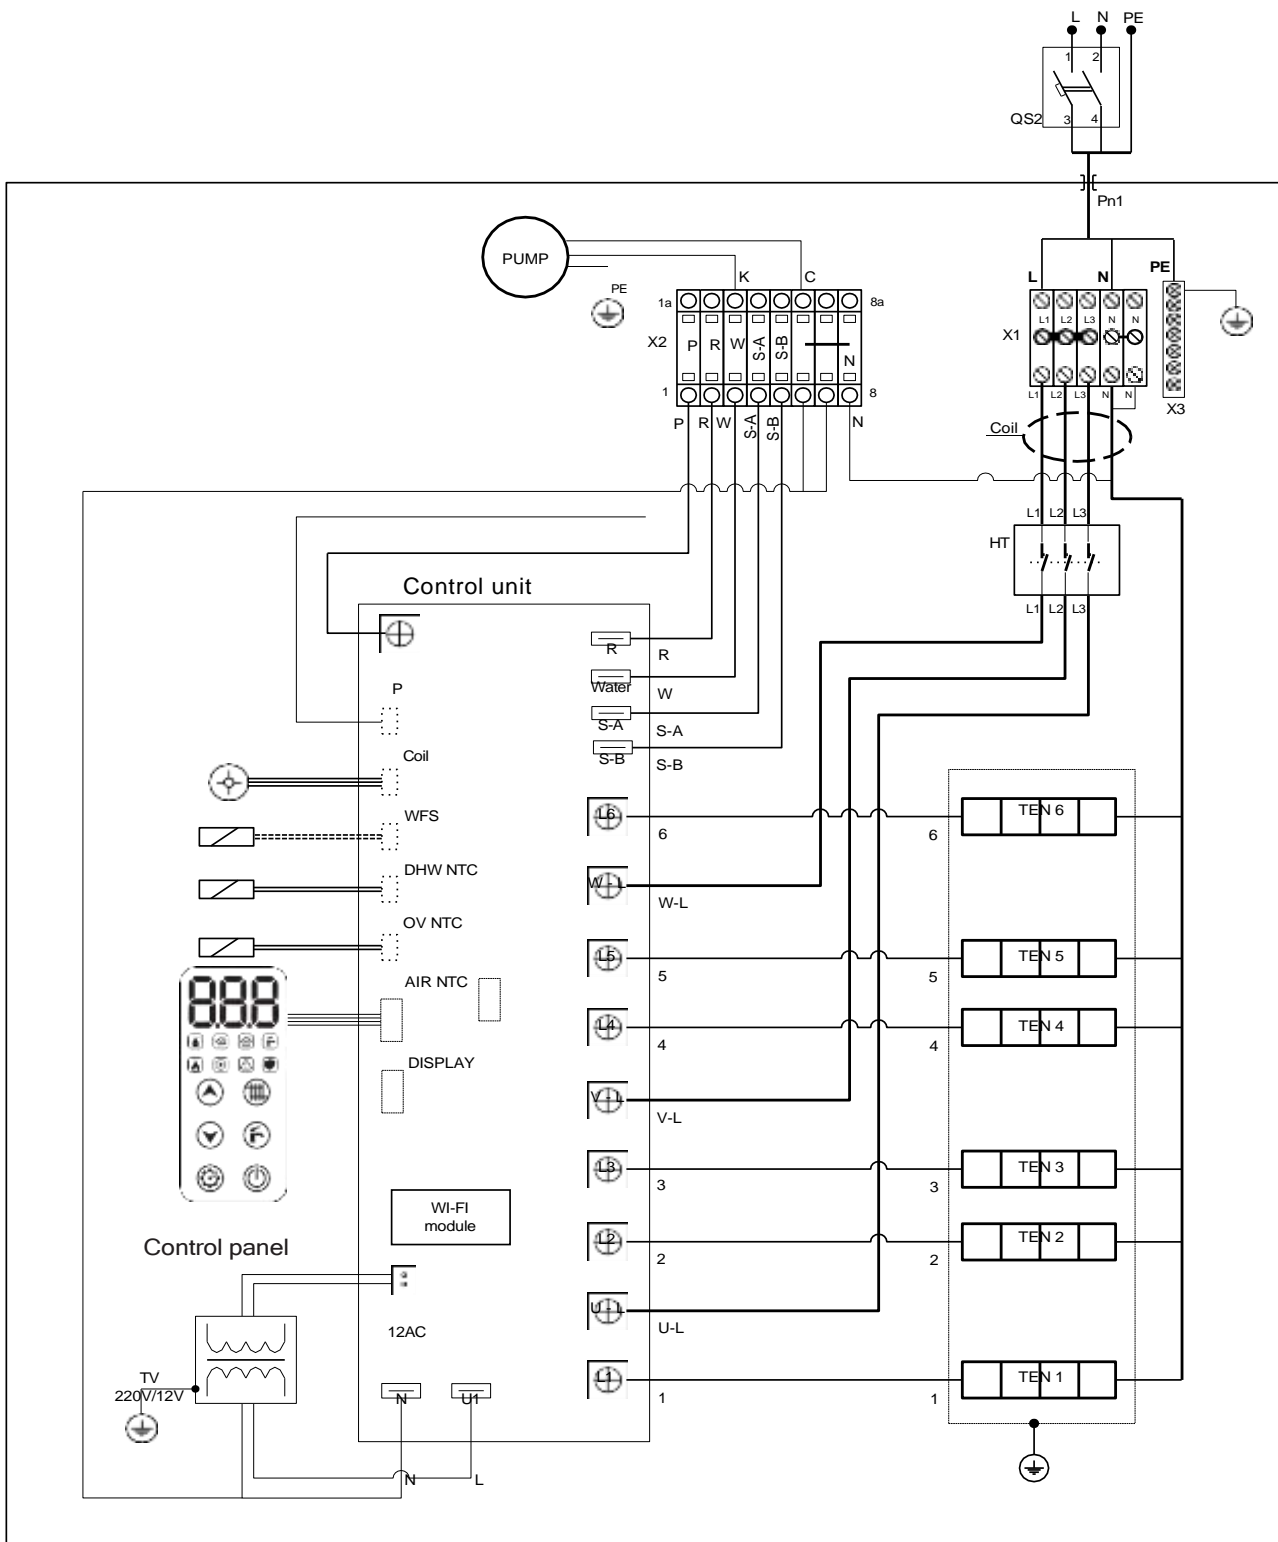 L N PE
1 2
QS2 3 4
Pn1
PUMP
K C
PE
L N PE
1a 8a
L1 L2 L3 N N
X2 P R W S-A S-B N
X1
1 8
L1 L2 L3 N N
X3
P R W S-A S-B N
Coil
L1 L2 L3
HT
Control unit
L1 L2 L3
R
R
P
Water
W
S-A
S-A
Coil
S-B
S-B
WFS
L6 TEN 6
6 6
DHW NTC
W - L
W-L
OV NTC
L5 TEN 5
5 5
AIR NTC
8.8.8
L4 TEN 4
4 4
DISPLAY
V - L
V-L
L3 TEN 3
3 3
WI-FI
module
L2 TEN 2
2 2
Control panel
U - L
U-L
12AC
TV
220V/12V
L1 TEN 1
1 1
N U1
N L